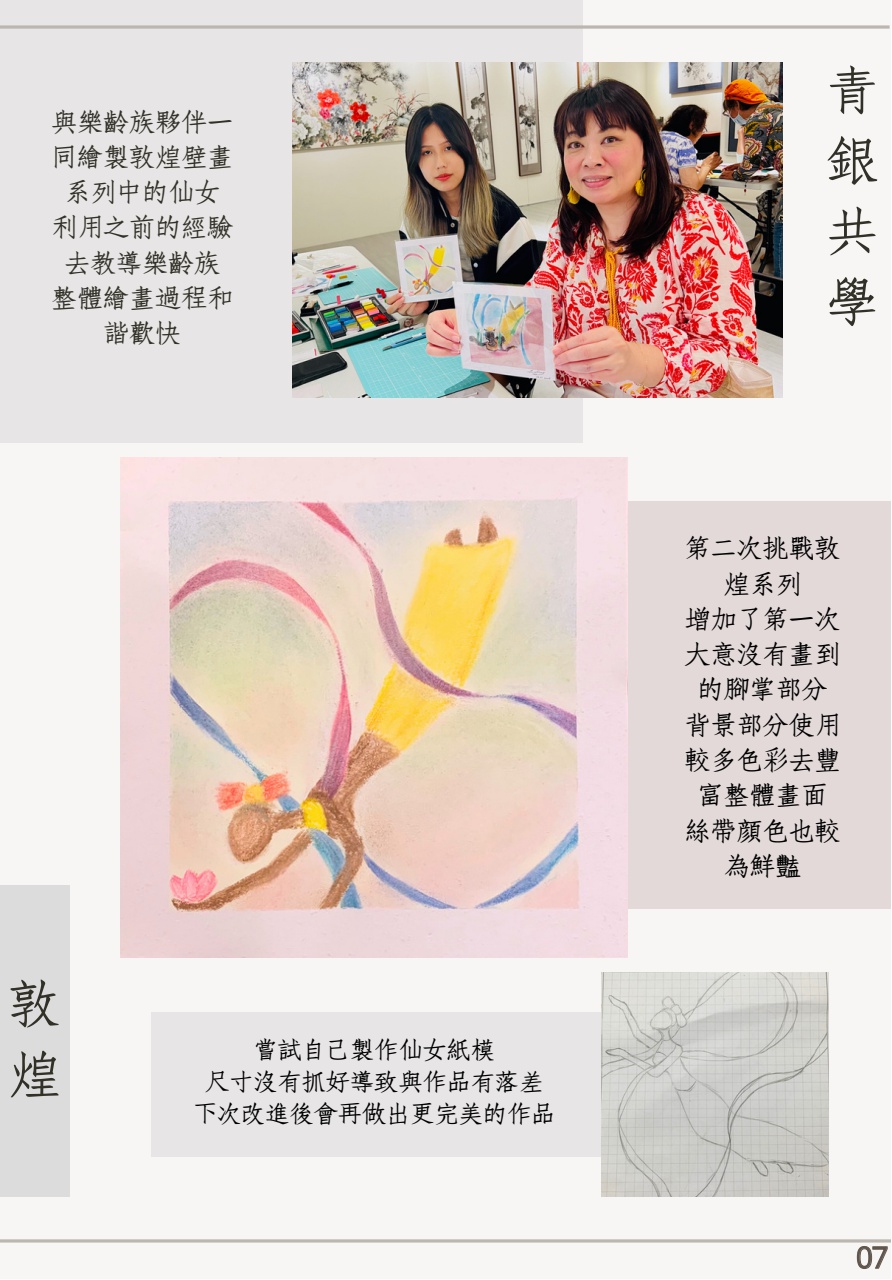 青銀共學
與樂齡族夥伴一
同繪製敦煌壁畫
系列中的仙女
利用之前的經驗
去教導樂齡族
整體繪畫過程和
諧歡快
第二次挑戰敦
煌系列
增加了第一次
大意沒有畫到
的腳掌部分
背景部分使用
較多色彩去豐
富整體畫面
絲帶顏色也較
為鮮豔
敦煌
嘗試自己製作仙女紙模
尺寸沒有抓好導致與作品有落差
下次改進後會再做出更完美的作品
07